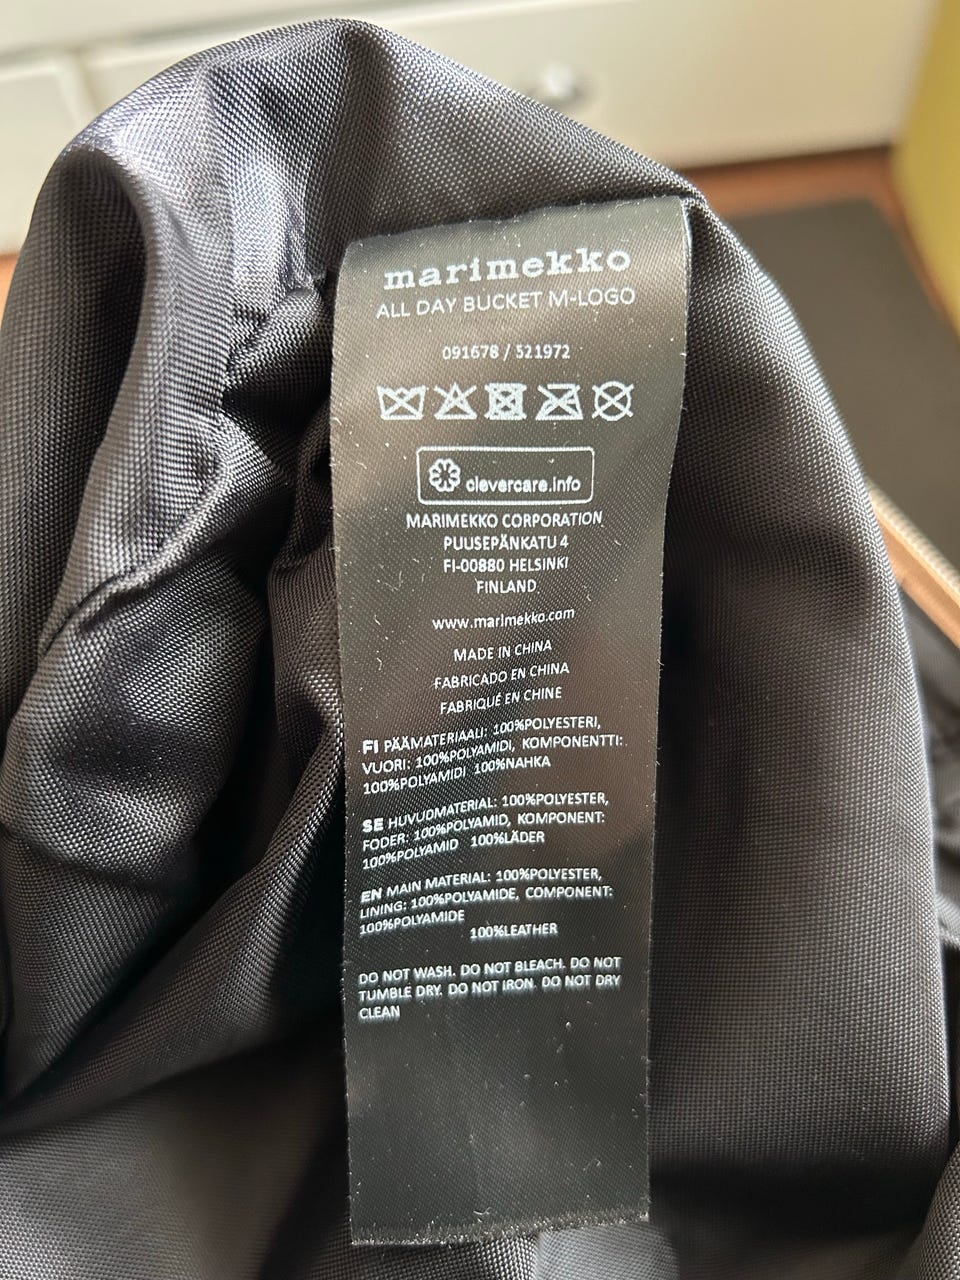 marimekko
ALL DAY BUCKET M-LOGO
091678 / 521972
clevercare.info
MARIMEKKO CORPORATION
PUUSEPÄNKATU 4
FI-00880 HELSINKI
FINLAND
www.marimekko.com
MADE IN CHINA
FABRICADO EN CHINA
FABRIQUÉ EN CHINE
FI PÄÄMATERIAALI: 100%POLYESTERI,
VUORI: 100%POLYAMIDI, KOMPONENTTI:
100%POLYAMIDI 100%NAHKA
SE HUVUDMATERIAL: 100%POLYESTER,
FODER: 100%POLYAMID, KOMPONENT:
100%POLYAMID 100%LÄDER
EN MAIN MATERIAL: 100%POLYESTER,
LINING: 100%POLYAMIDE, COMPONENT:
100%POLYAMIDE
100%LEATHER
DO NOT WASH. DO NOT BLEACH. DO NOT
TUMBLE DRY. DO NOT IRON. DO NOT DRY
CLEAN